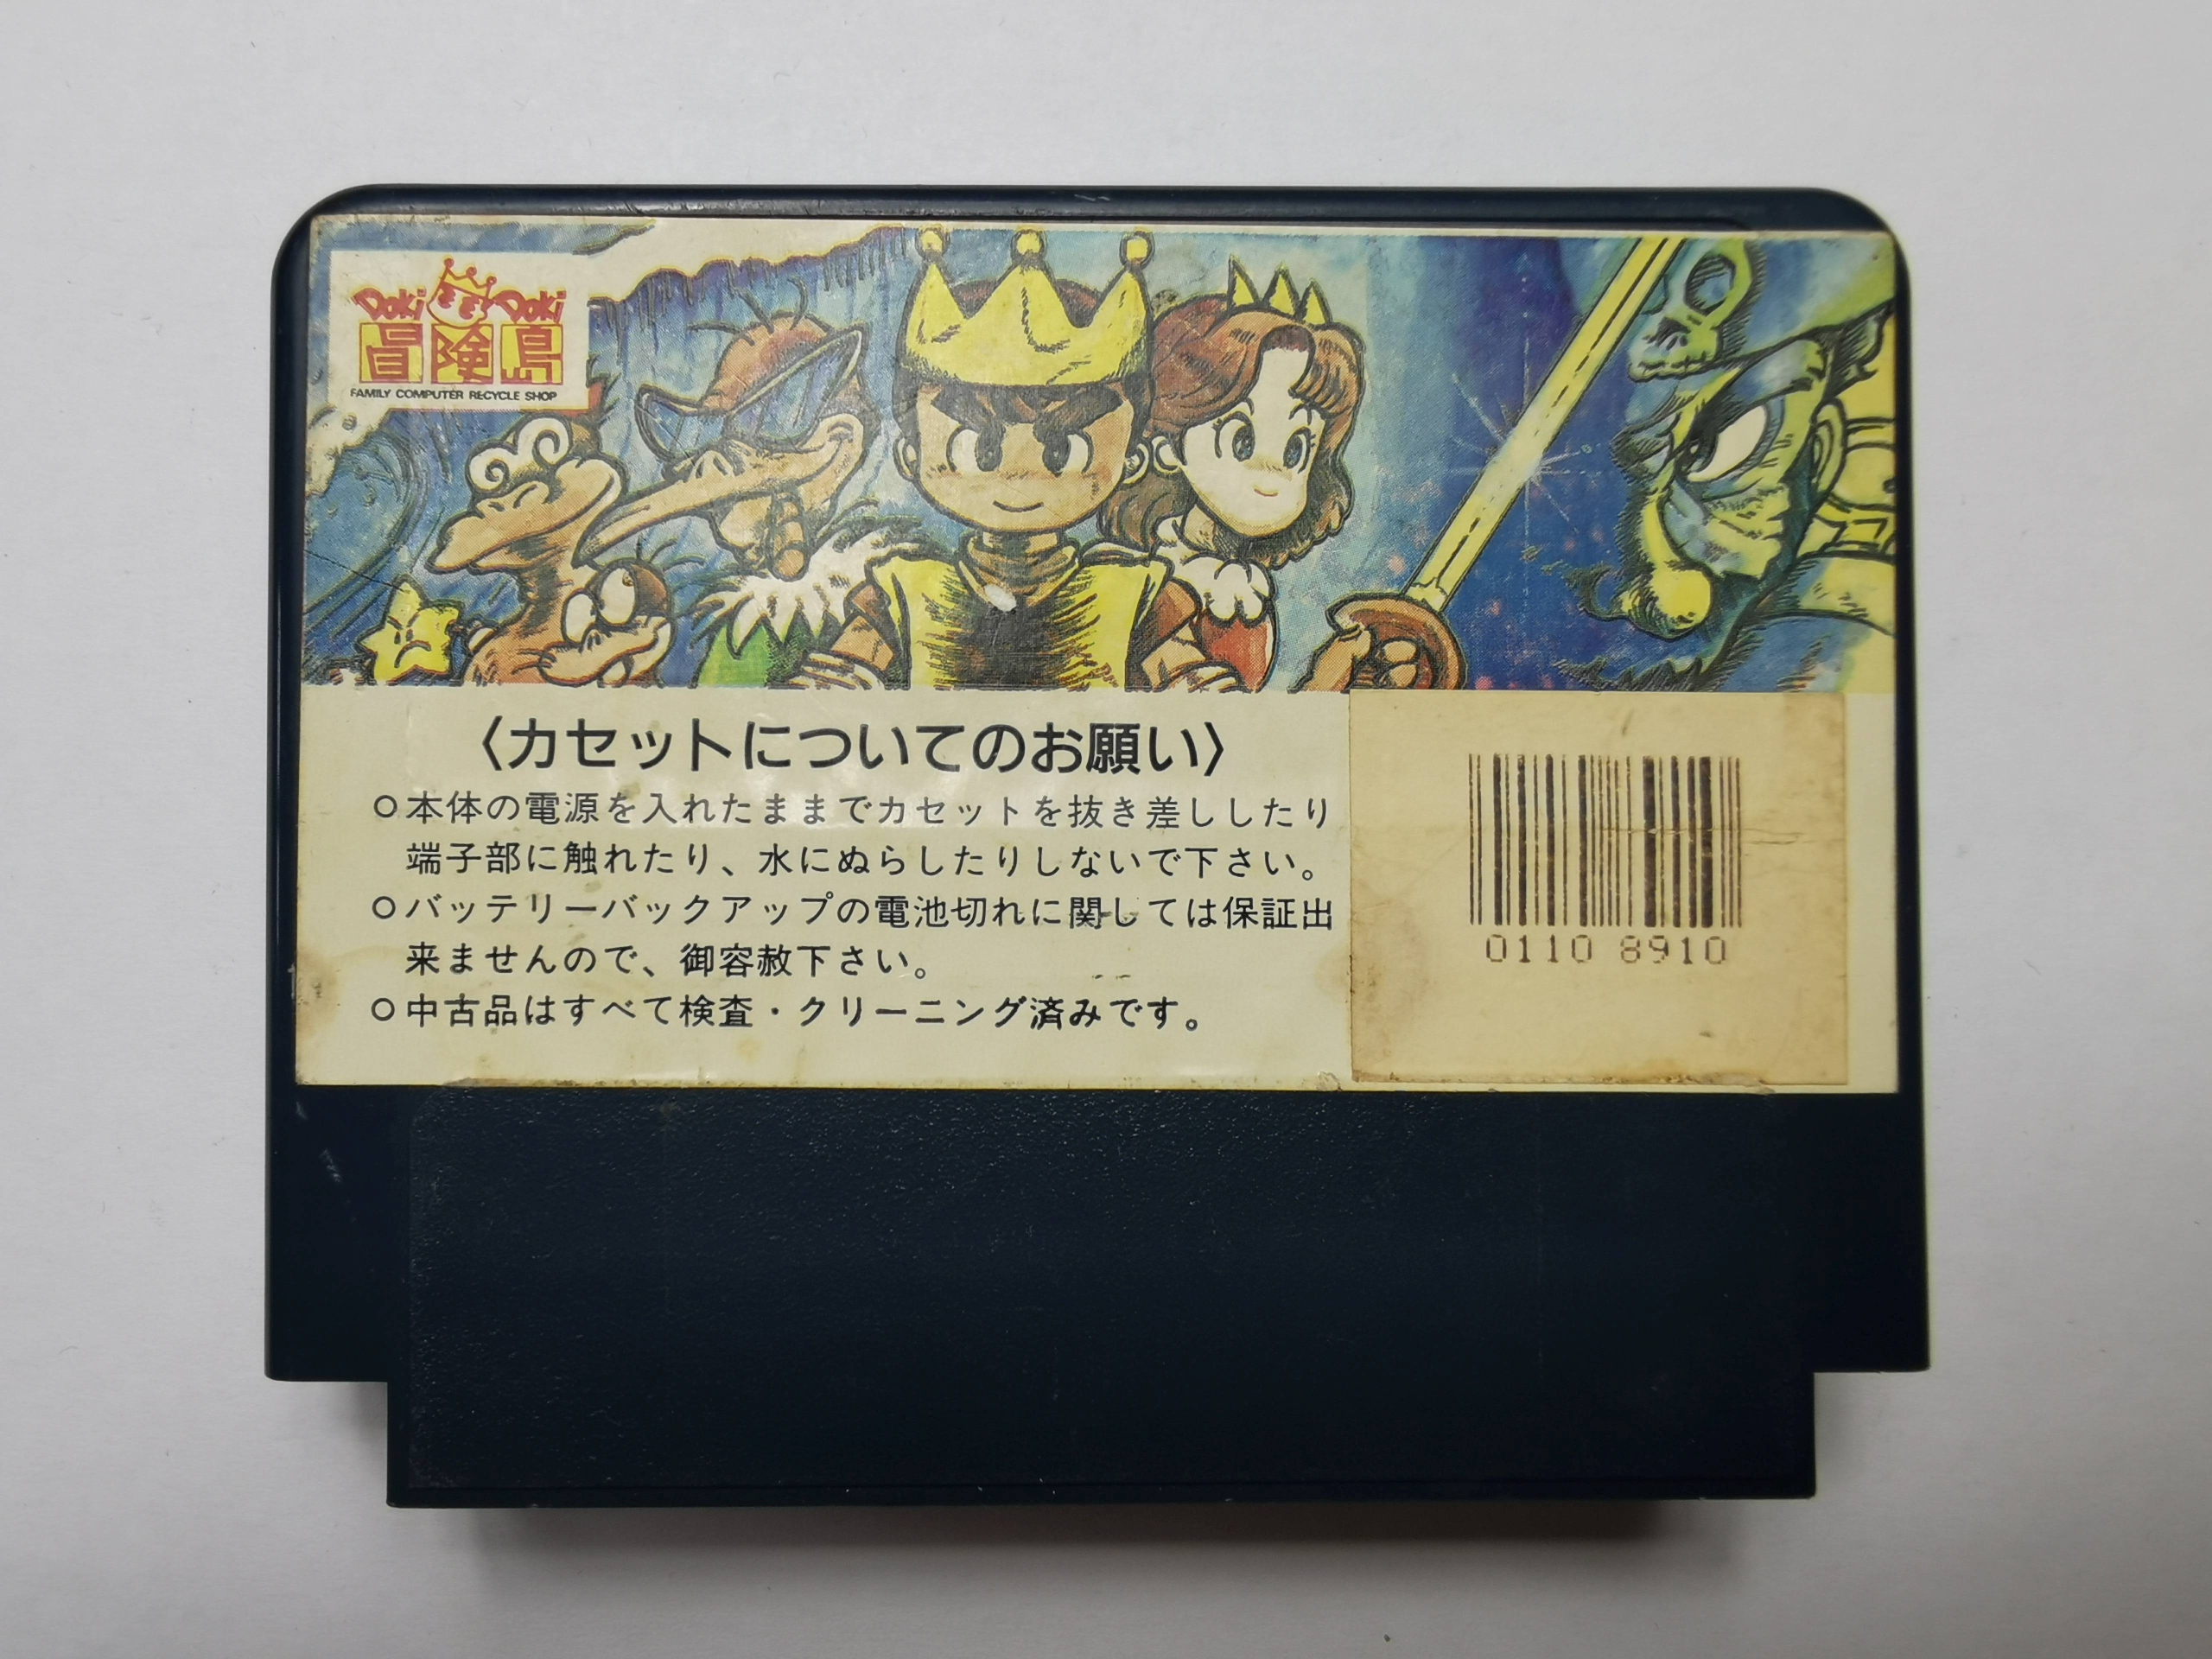 Doki Doki
冒険島
FAMILY COMPUTER RECYCLE SHOP
〈カセットについてのお願い〉
○本体の電源を入れたままでカセットを抜き差ししたり
端子部に触れたり、水にぬらしたりしないで下さい。
○バッテリーバックアップの電池切れに関しては保証出
来ませんので、御容赦下さい。
○中古品はすべて検査・クリーニング済みです。
0110 8910